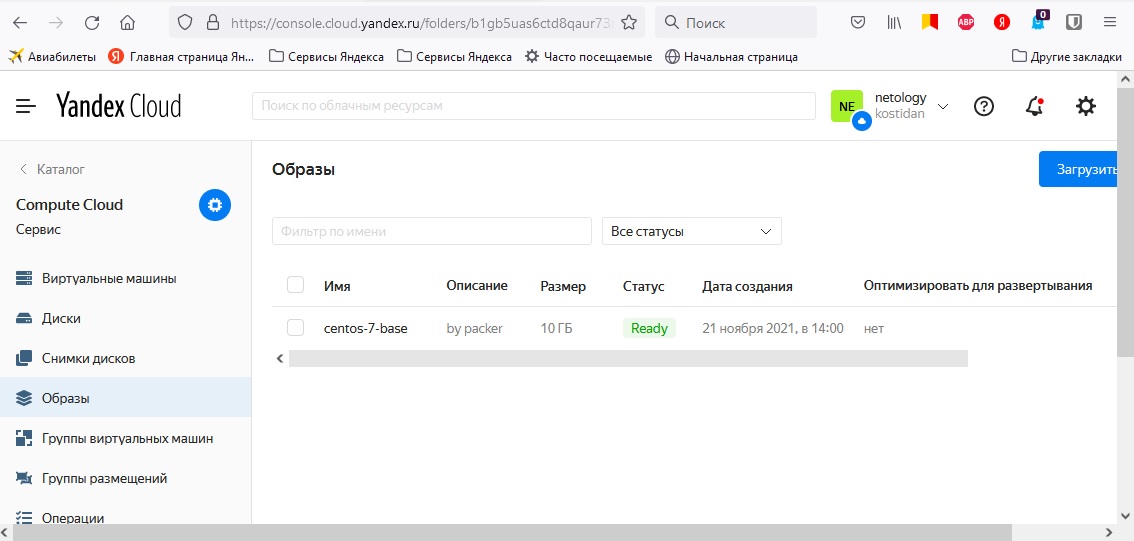 https://console.cloud.yandex.ru/folders/b1gb5uas6ctd8qaur73
Поиск
ABP
Я
0
Авиабилеты
Я Главная страница Ян...
Сервисы Яндекса
Сервисы Яндекса
Часто посещаемые
Начальная страница
Другие закладки
Yandex Cloud
Поиск по облачным ресурсам
NE
netology
kostidan
Каталог
Compute Cloud
Сервис
Виртуальные машины
Диски
Снимки дисков
Образы
Группы виртуальных машин
Группы размещений
Операции
Образы
Загрузить
Фильтр по имени
Все статусы
Имя Описание Размер Статус Дата создания Оптимизировать для развертывания
centos-7-base by packer 10 ГБ Ready 21 ноября 2021, в 14:00 нет